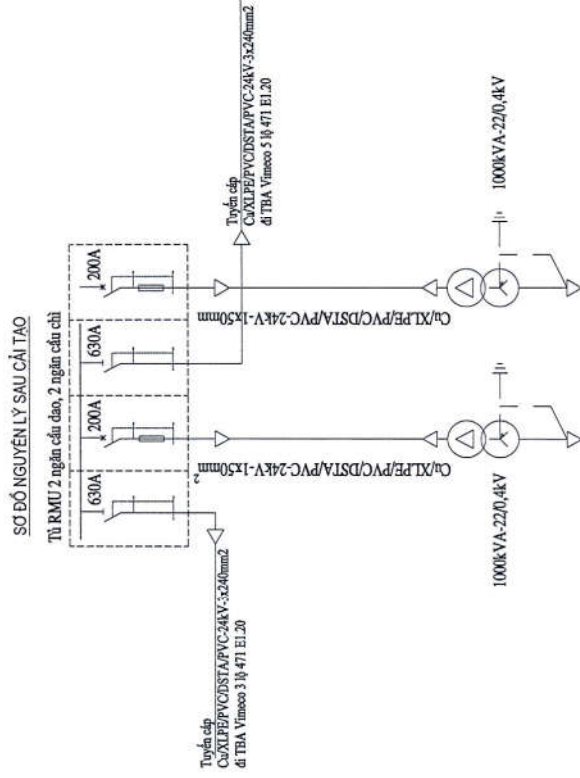 SƠ ĐỒ NGUYÊN LÝ SAU CẢI TẠO
Tủ RMU 2 ngăn cầu dao, 2 ngăn cầu chì
630A
200A
630A
200A
Tuyến cáp
Cu/XLPE/PVC/DSTA/PVC-24kV-3x240mm2
đi TBA Vimeco 3 lộ 471 E1.20
Tuyến cáp
Cu/XLPE/PVC/DSTA/PVC-24kV-3x240mm2
đi TBA Vimeco 5 lộ 471 E1.20
Cu/XLPE/PVC/DSTA/PVC-24kV-1x50mm²
Cu/XLPE/PVC/DSTA/PVC-24kV-1x50mm
1000kVA-22/0,4kV
1000kVA-22/0,4kV